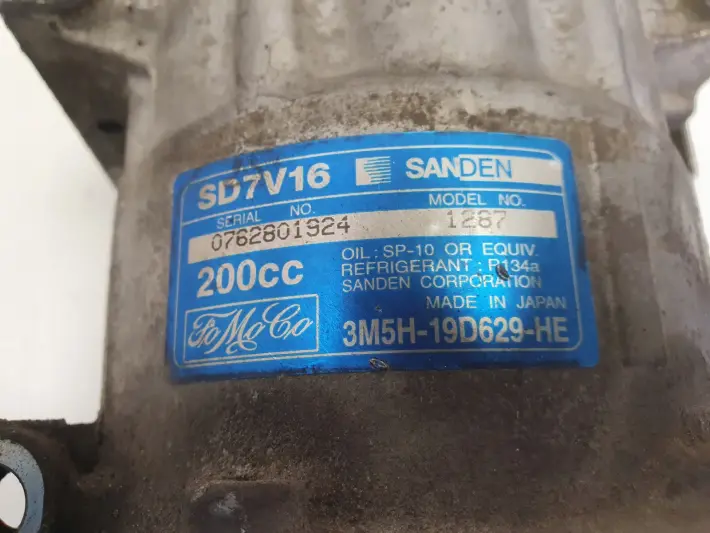 SD7V16 SANDEN
SERIAL NO. MODEL NO.
0762801924 1287
200cc
OIL : SP-10 OR EQUIV.
REFRIGERANT : R134a
SANDEN CORPORATION
MADE IN JAPAN
FoMoCo 3M5H-19D629-HE